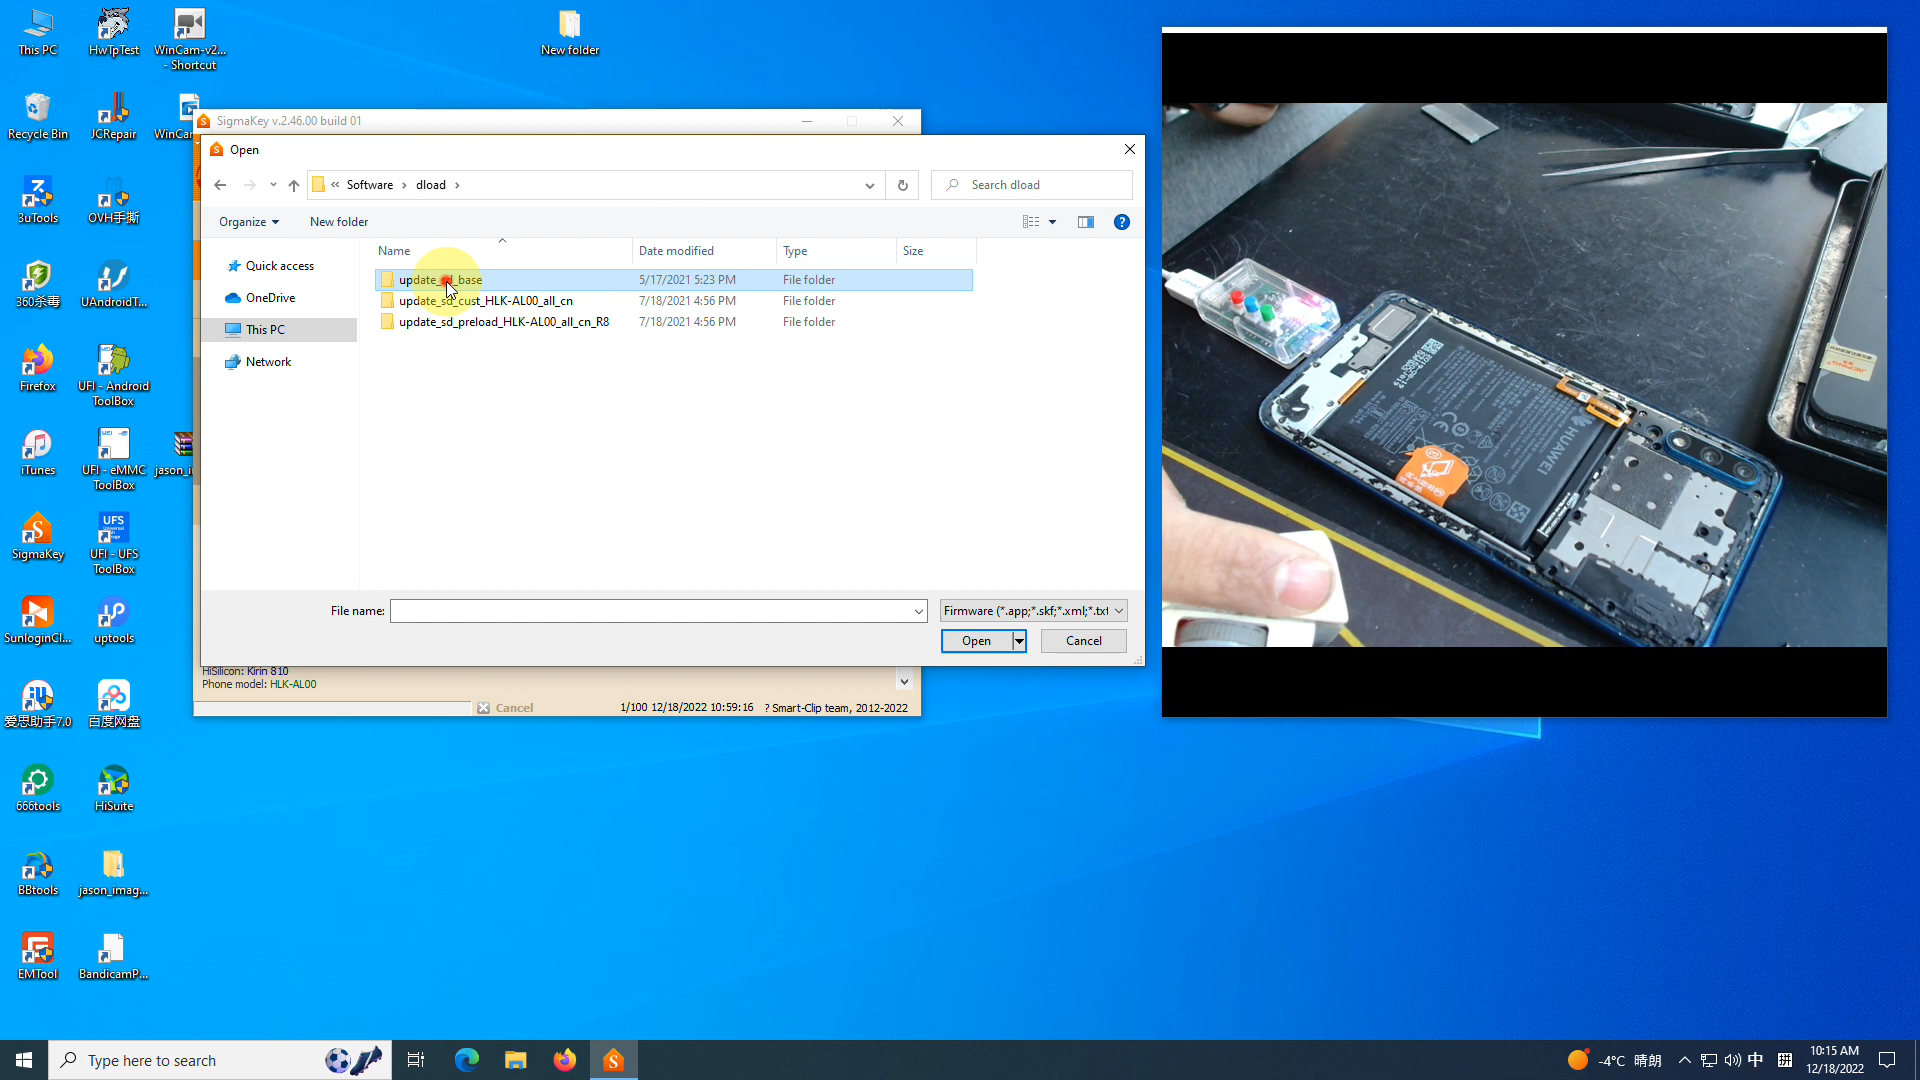 This PC
HwTpTest
WinCam-v2...
- Shortcut
New folder
Recycle Bin
JCRepair
WinCar
3uTools
OVH手撕
360杀毒
UAndroidT...
Firefox
UFI - Android
ToolBox
iTunes
UFI - eMMC
ToolBox
jason_i
SigmaKey
UFS
UFI - UFS
ToolBox
SunloginCl...
uptools
爱思助手7.0
百度网盘
666tools
HiSuite
BBtools
jason_imag...
EMTool
BandicamP...
SigmaKey v.2.46.00 build 01
Open
« Software › dload ›
Search dload
Organize
New folder
Name
Date modified
Type
Size
Quick access
OneDrive
This PC
Network
update_sd_base 5/17/2021 5:23 PM File folder
update_sd_cust_HLK-AL00_all_cn 7/18/2021 4:56 PM File folder
update_sd_preload_HLK-AL00_all_cn_R8 7/18/2021 4:56 PM File folder
File name:
Firmware (*.app;*.skf;*.xml;*.txt
Open
Cancel
HiSilicon: Kirin 810
Phone model: HLK-AL00
Cancel
1/100 12/18/2022 10:59:16
? Smart-Clip team, 2012-2022
HUAWEI
Type here to search
-4°C 晴朗
中
拼
10:15 AM
12/18/2022